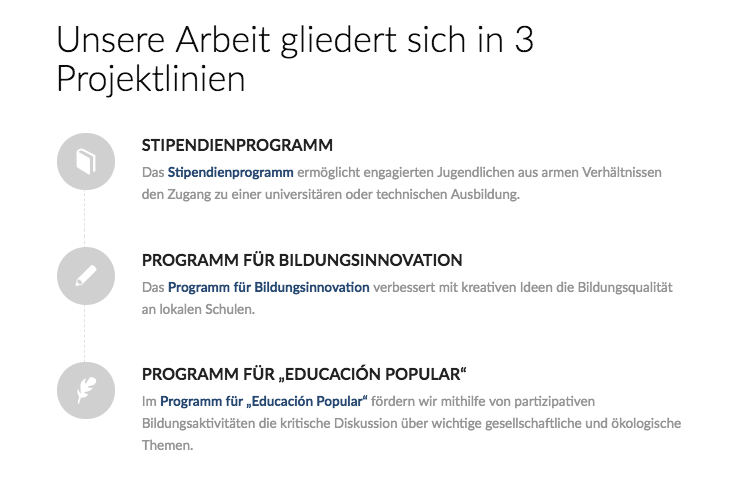 Unsere Arbeit gliedert sich in 3
Projektlinien
STIPENDIENPROGRAMM
Das Stipendienprogramm ermöglicht engagierten Jugendlichen aus armen Verhältnissen
den Zugang zu einer universitären oder technischen Ausbildung.
PROGRAMM FÜR BILDUNGSINNOVATION
Das Programm für Bildungsinnovation verbessert mit kreativen Ideen die Bildungsqualität
an lokalen Schulen.
PROGRAMM FÜR „EDUCACIÓN POPULAR“
Im Programm für „Educación Popular“ fördern wir mithilfe von partizipativen
Bildungsaktivitäten die kritische Diskussion über wichtige gesellschaftliche und ökologische
Themen.